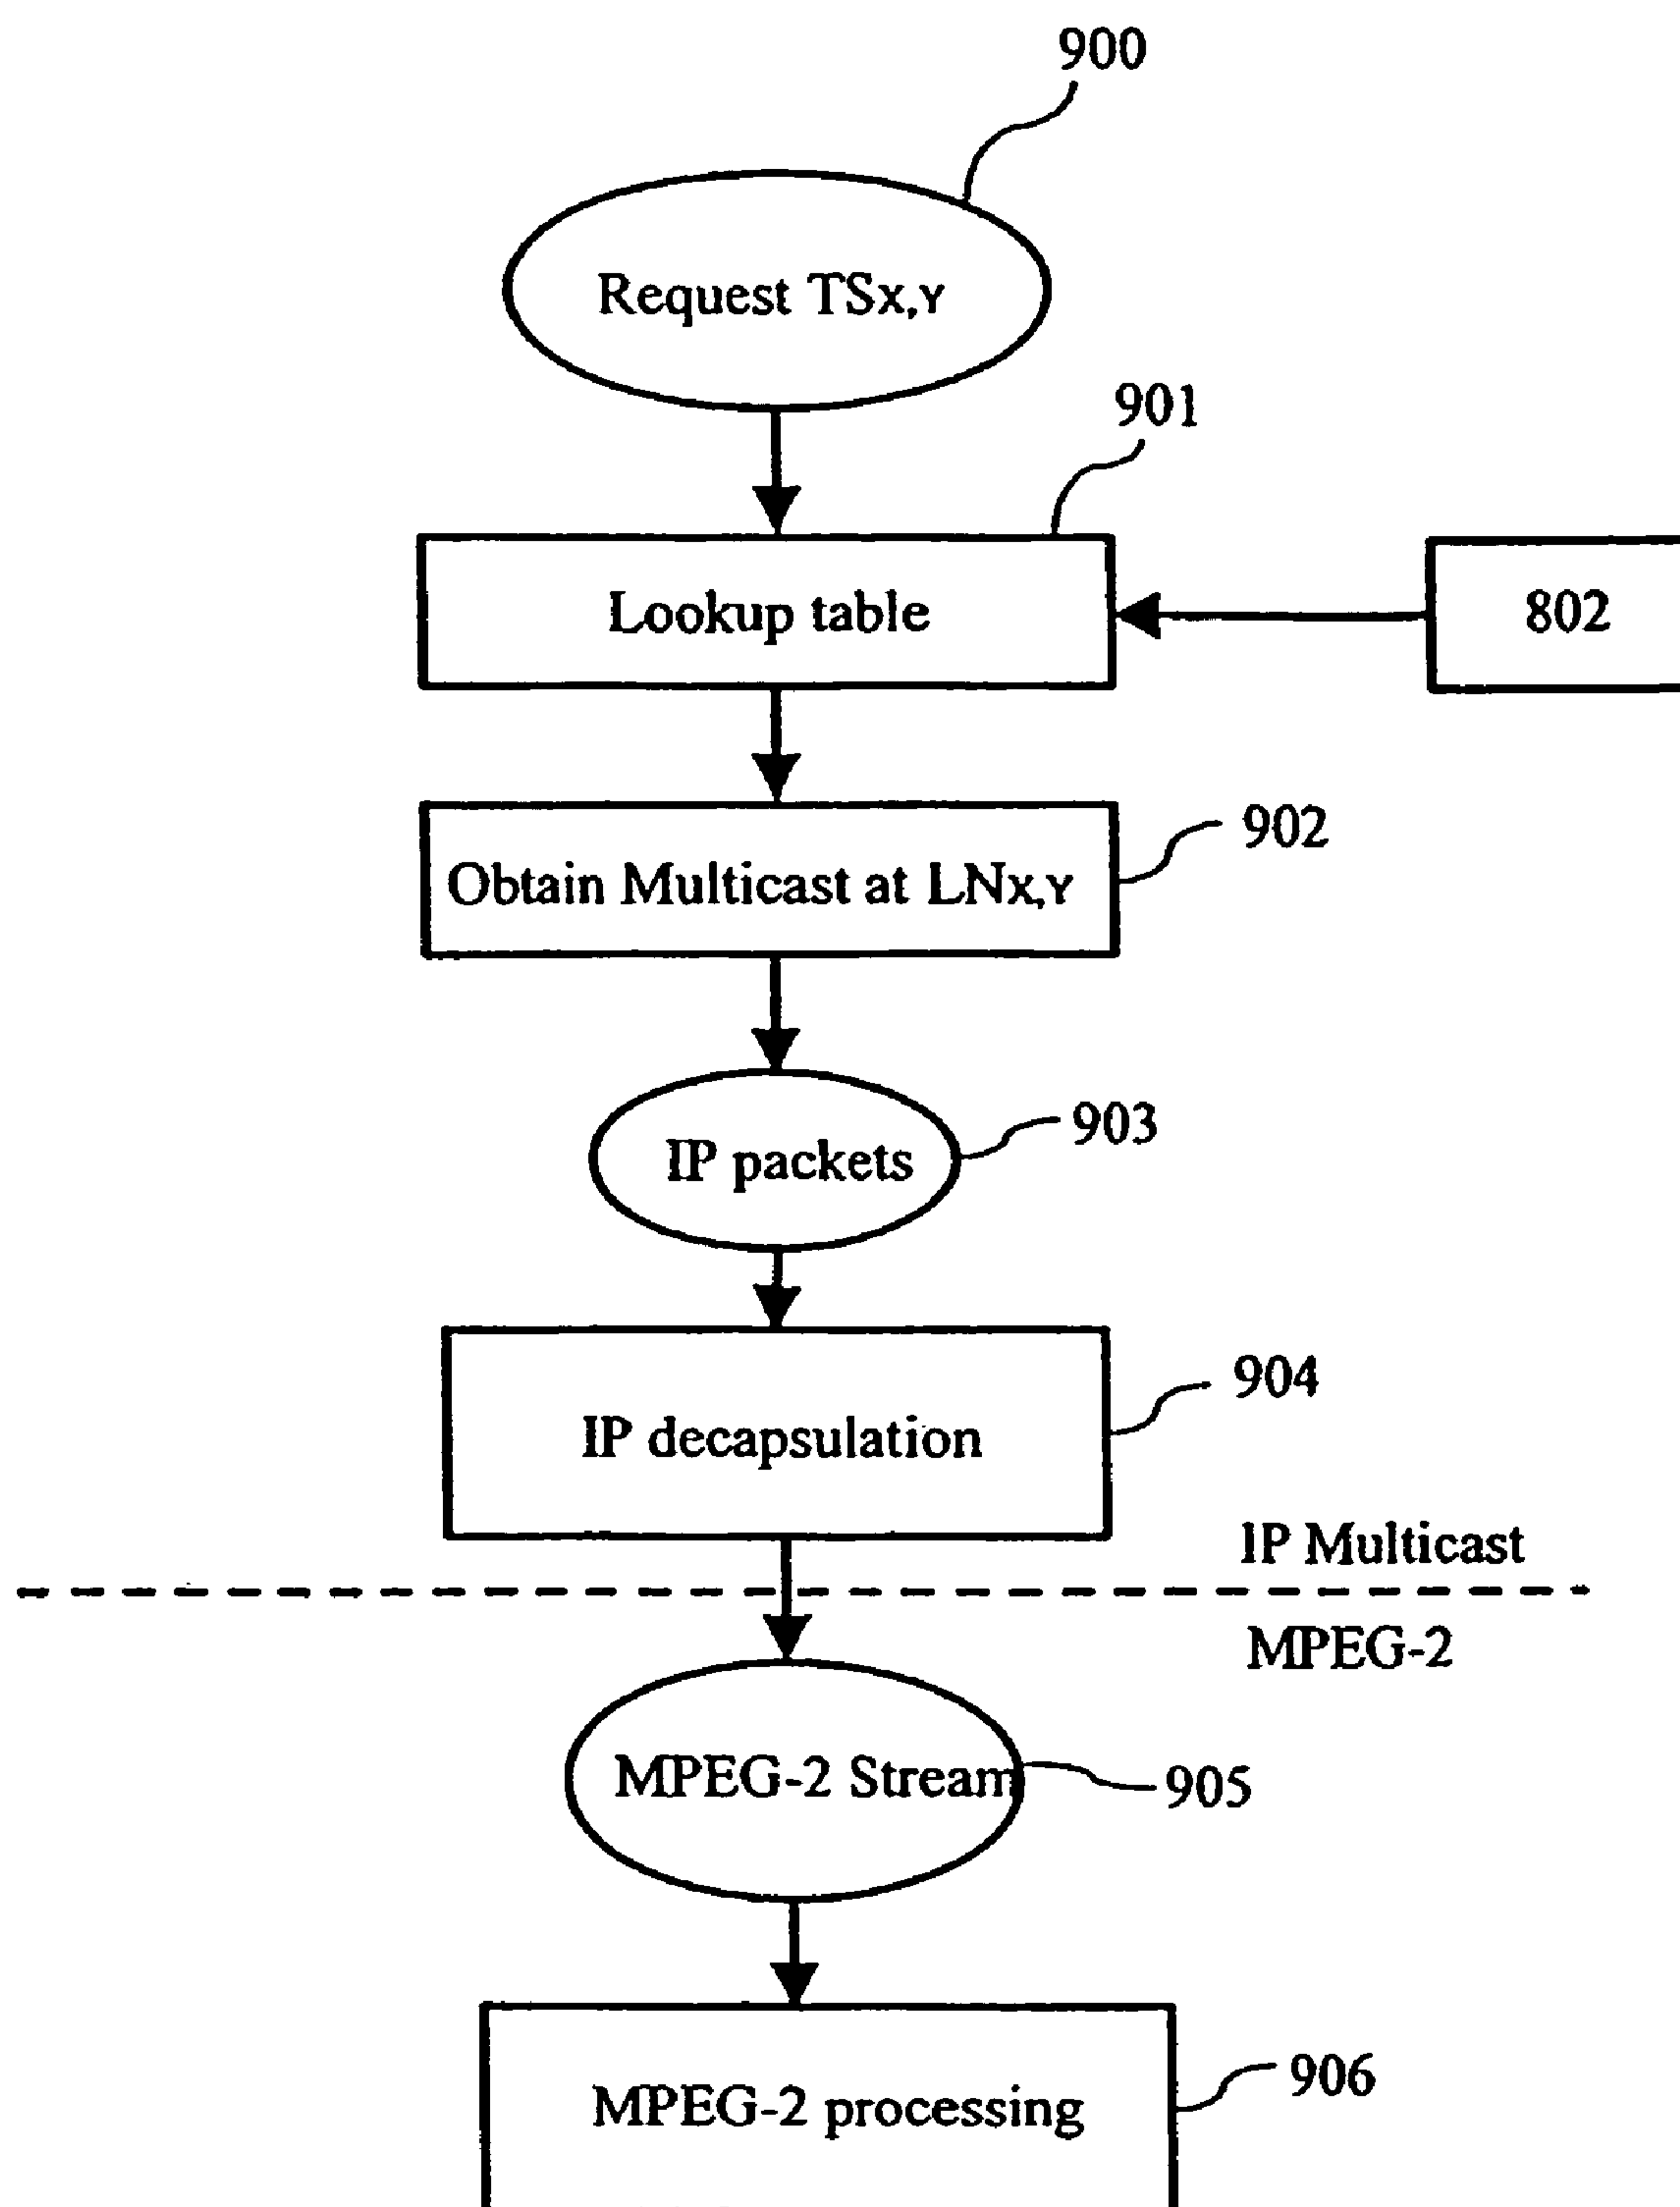 900
Request TSX,Y
901
Lookup table
802
Obtain Multicast at LNX,Y
902
IP packets
903
904
IP decapsulation
IP Multicast
MPEG-2
MPEG-2 Stream
905
906
MPEG-2 processing